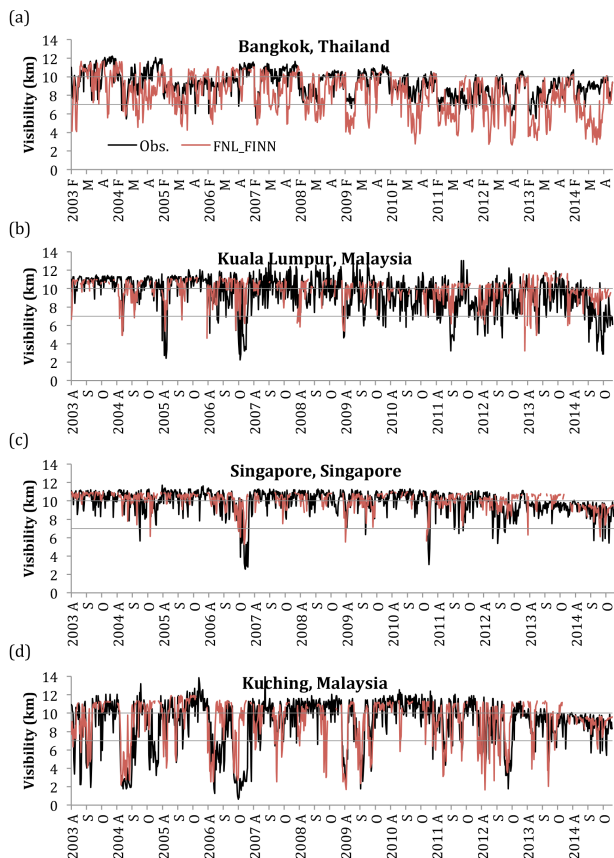 (a)
Bangkok, Thailand
Visibility (km)
14
12
10
8
6
4
2
0
Obs. FNL_FINN
2003 F M A 2004 F M A 2005 F M A 2006 F M A 2007 F M A 2008 F M A 2009 F M A 2010 F M A 2011 F M A 2012 F M A 2013 F M A 2014 F M A
(b)
Kuala Lumpur, Malaysia
Visibility (km)
14
12
10
8
6
4
2
0
2003 A S O 2004 A S O 2005 A S O 2006 A S O 2007 A S O 2008 A S O 2009 A S O 2010 A S O 2011 A S O 2012 A S O 2013 A S O 2014 A S O
(c)
Singapore, Singapore
Visibility (km)
14
12
10
8
6
4
2
0
2003 A S O 2004 A S O 2005 A S O 2006 A S O 2007 A S O 2008 A S O 2009 A S O 2010 A S O 2011 A S O 2012 A S O 2013 A S O 2014 A S O
(d)
Kuching, Malaysia
Visibility (km)
14
12
10
8
6
4
2
0
2003 A S O 2004 A S O 2005 A S O 2006 A S O 2007 A S O 2008 A S O 2009 A S O 2010 A S O 2011 A S O 2012 A S O 2013 A S O 2014 A S O